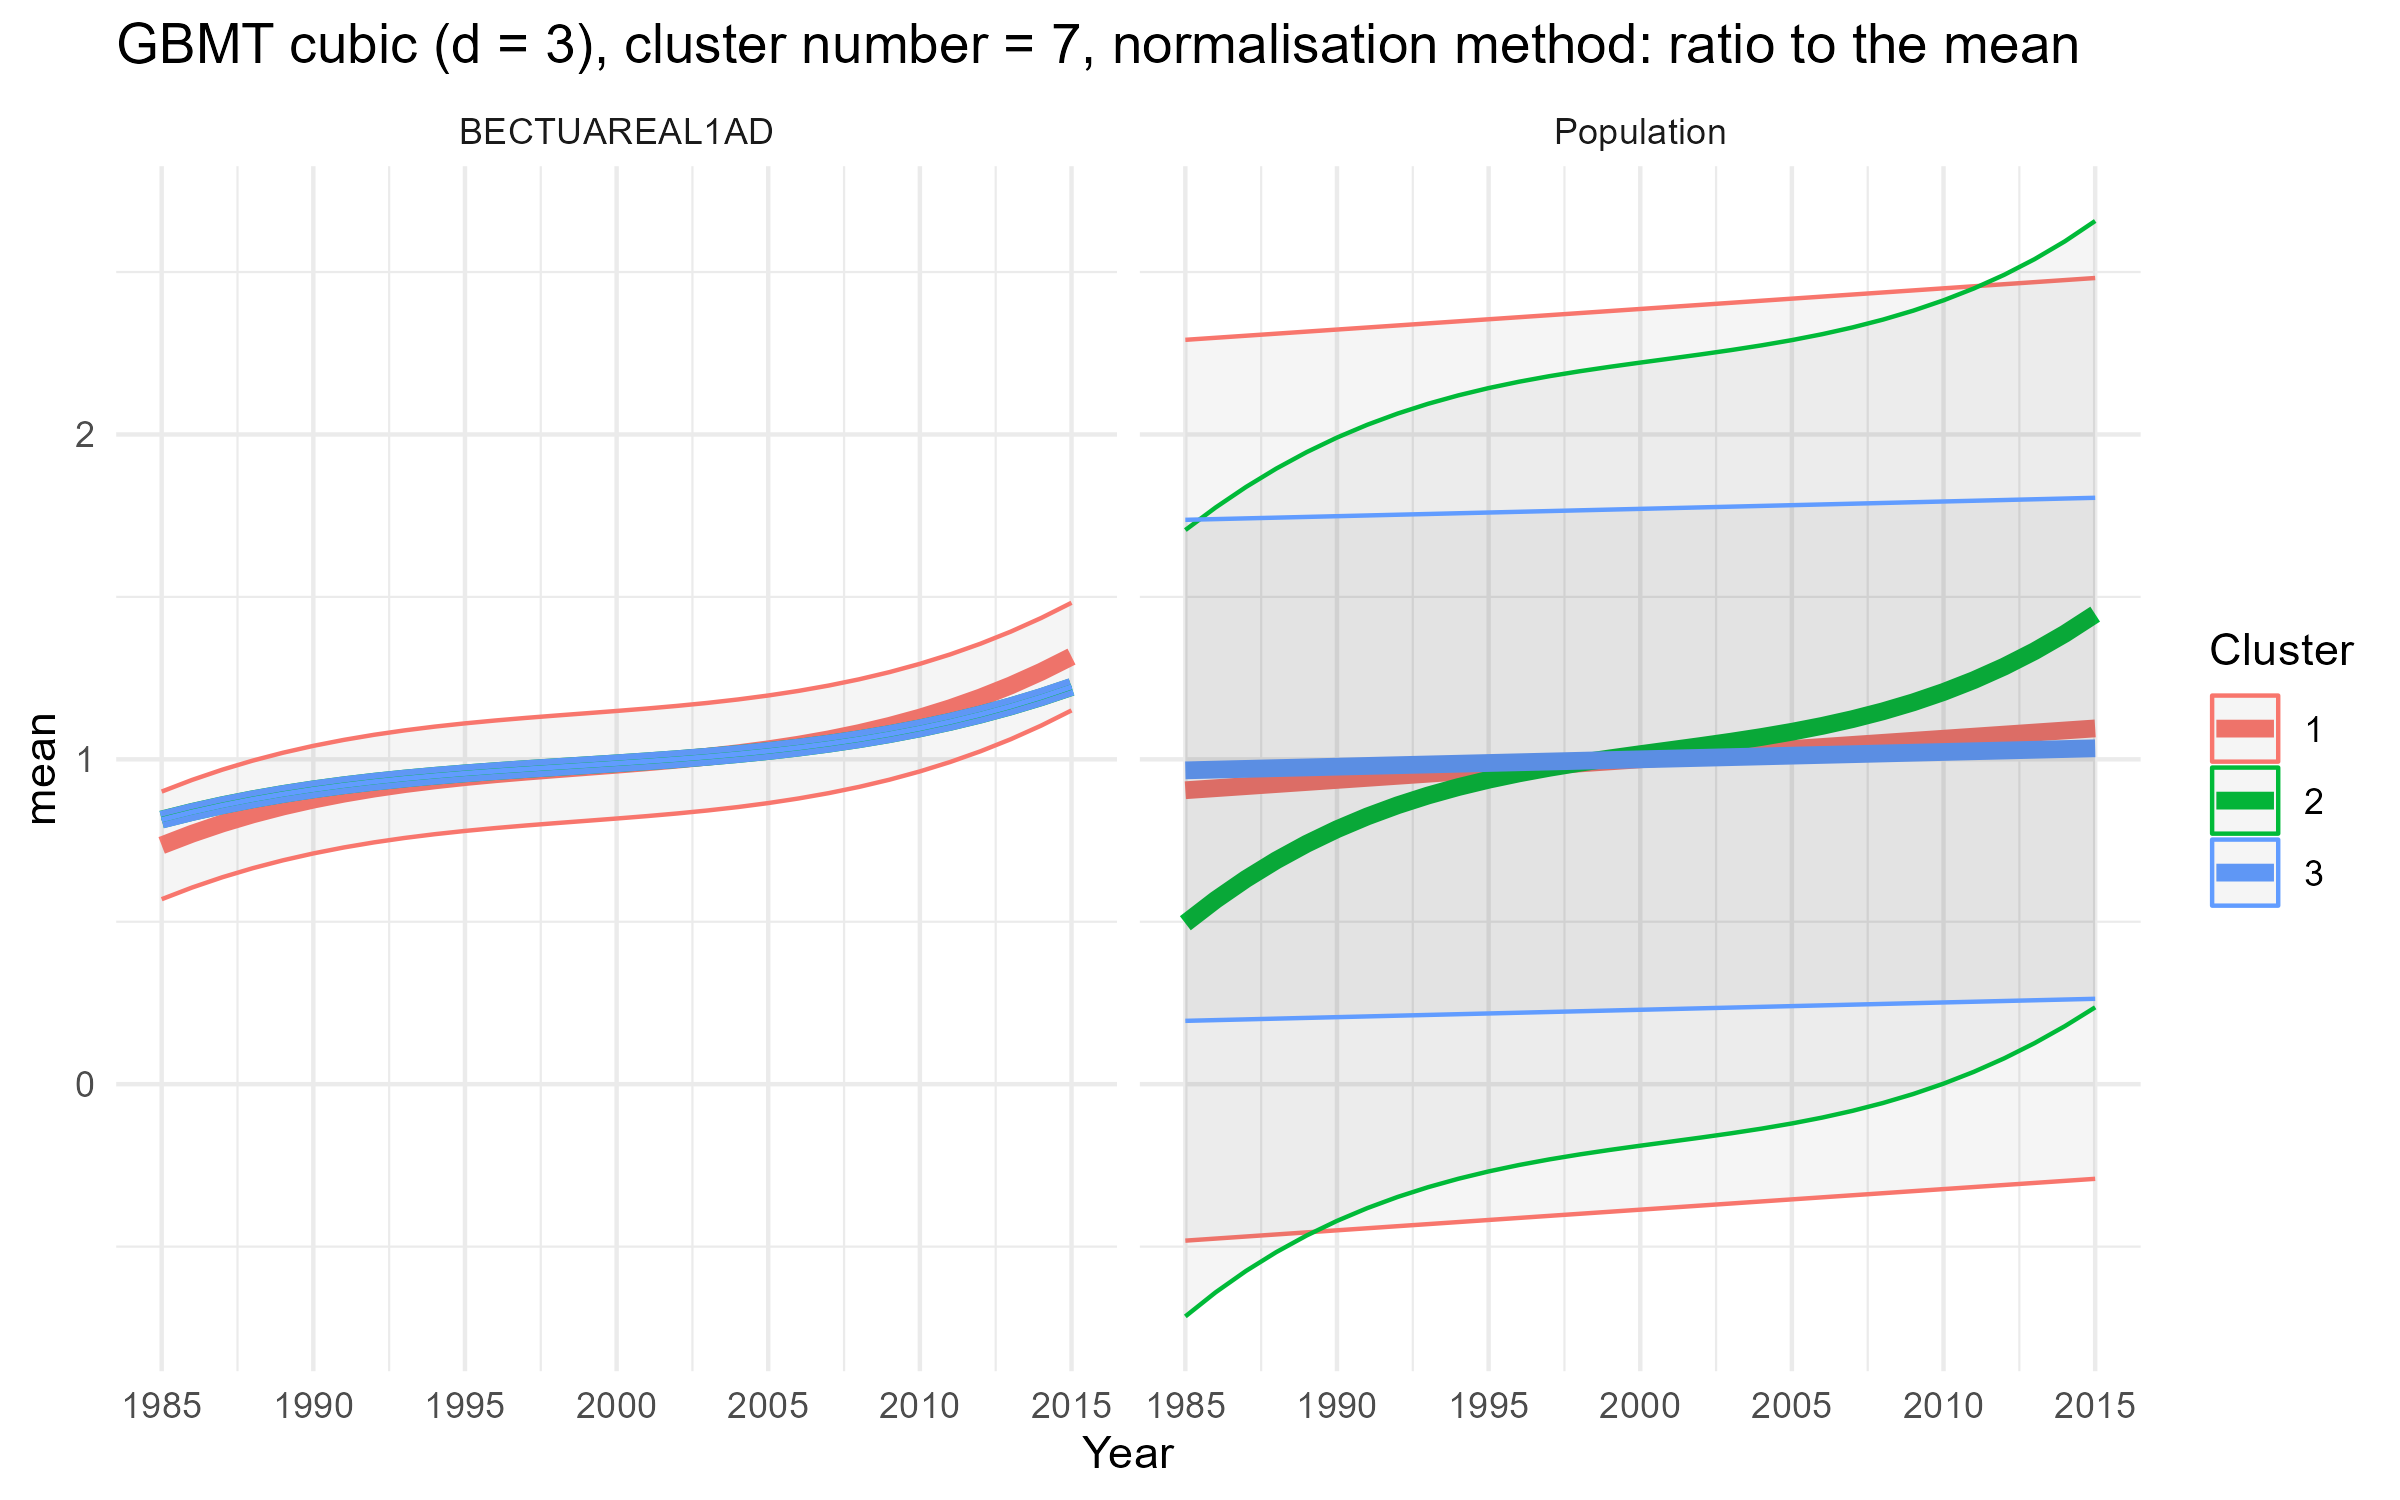 GBMT cubic (d = 3), cluster number = 7, normalisation method: ratio to the mean
BECTUAREAL1AD
Population
mean
2
1
0
1985 1990 1995 2000 2005 2010 2015
1985 1990 1995 2000 2005 2010 2015
Year
Cluster
1
2
3